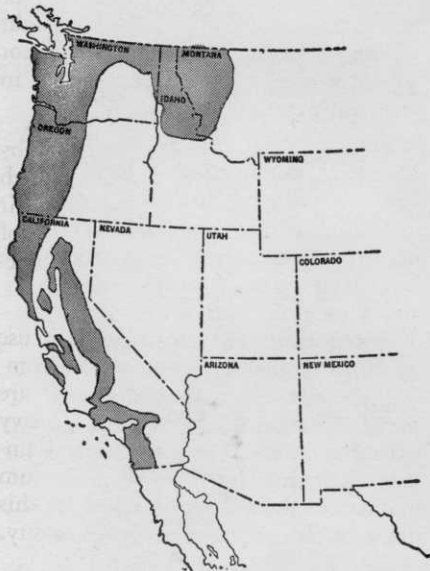 WASHINGTON
MONTANA
IDAHO
OREGON
WYOMING
CALIFORNIA
NEVADA
UTAH
COLORADO
ARIZONA
NEW MEXICO